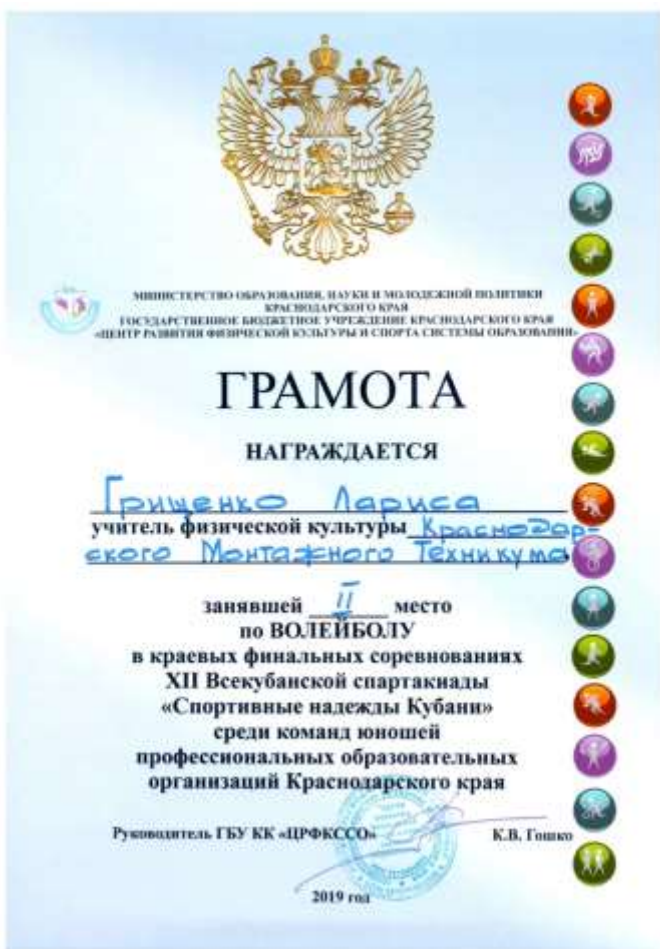 МИНИСТЕРСТВО ОБРАЗОВАНИЯ, НАУКИ И МОЛОДЕЖНОЙ ПОЛИТИКИ
КРАСНОДАРСКОГО КРАЯ
ГОСУДАРСТВЕННОЕ БЮДЖЕТНОЕ УЧРЕЖДЕНИЕ КРАСНОДАРСКОГО КРАЯ
«ЦЕНТР РАЗВИТИЯ ФИЗИЧЕСКОЙ КУЛЬТУРЫ И СПОРТА СИСТЕМЫ ОБРАЗОВАНИЯ»
ГРАМОТА
НАГРАЖДАЕТСЯ
Грищенко Лариса
учитель физической культуры Краснодар-
ского Монтажного Техникума
занявшей II место
по ВОЛЕЙБОЛУ
в краевых финальных соревнованиях
XII Всекубанской спартакиады
«Спортивные надежды Кубани»
среди команд юношей
профессиональных образовательных
организаций Краснодарского края
Руководитель ГБУ КК «ЦРФКССО» К.В. Гошко
2019 год